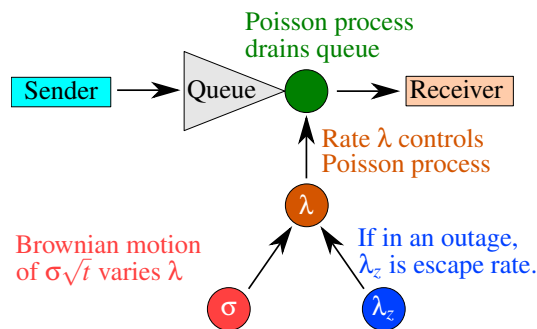 Poisson process
drains queue
Sender
Queue
Receiver
Rate λ controls
Poisson process
λ
Brownian motion
of σ√t varies λ
If in an outage,
λz is escape rate.
σ
λz